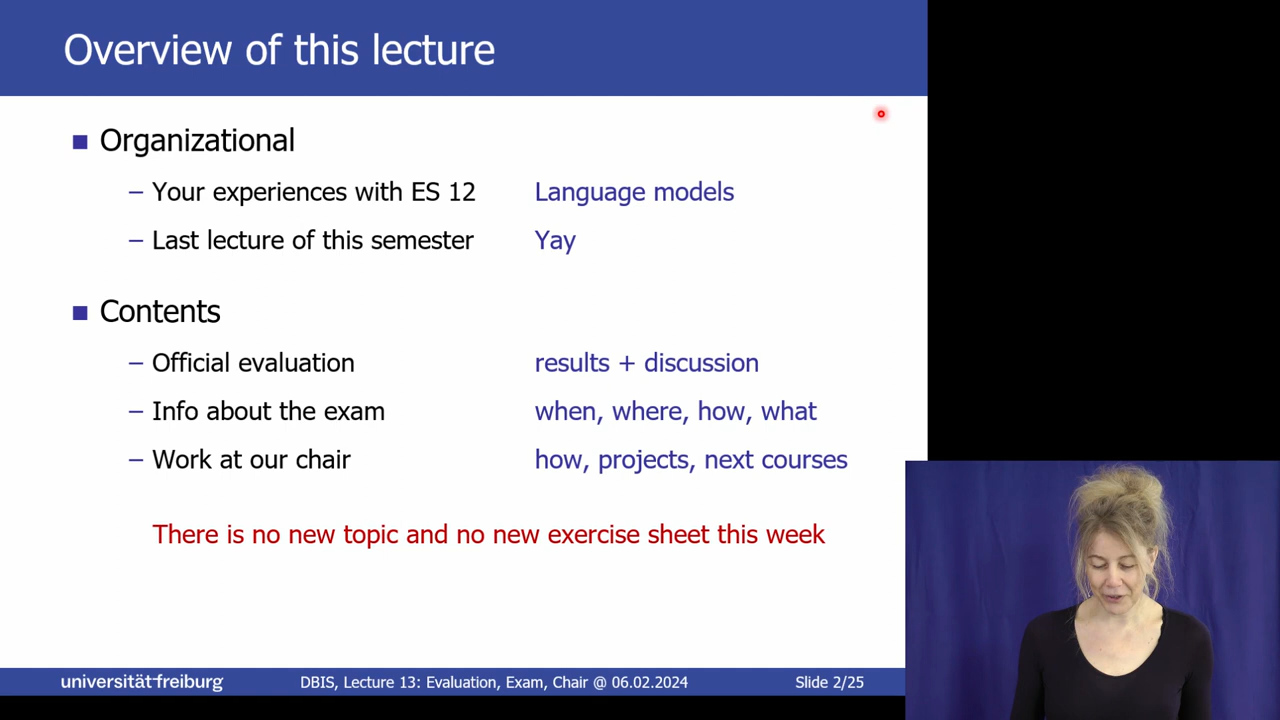 Overview of this lecture
■ Organizational
– Your experiences with ES 12 Language models
– Last lecture of this semester Yay
■ Contents
– Official evaluation results + discussion
– Info about the exam when, where, how, what
– Work at our chair how, projects, next courses
There is no new topic and no new exercise sheet this week
universität freiburg DBIS, Lecture 13: Evaluation, Exam, Chair @ 06.02.2024 Slide 2/25